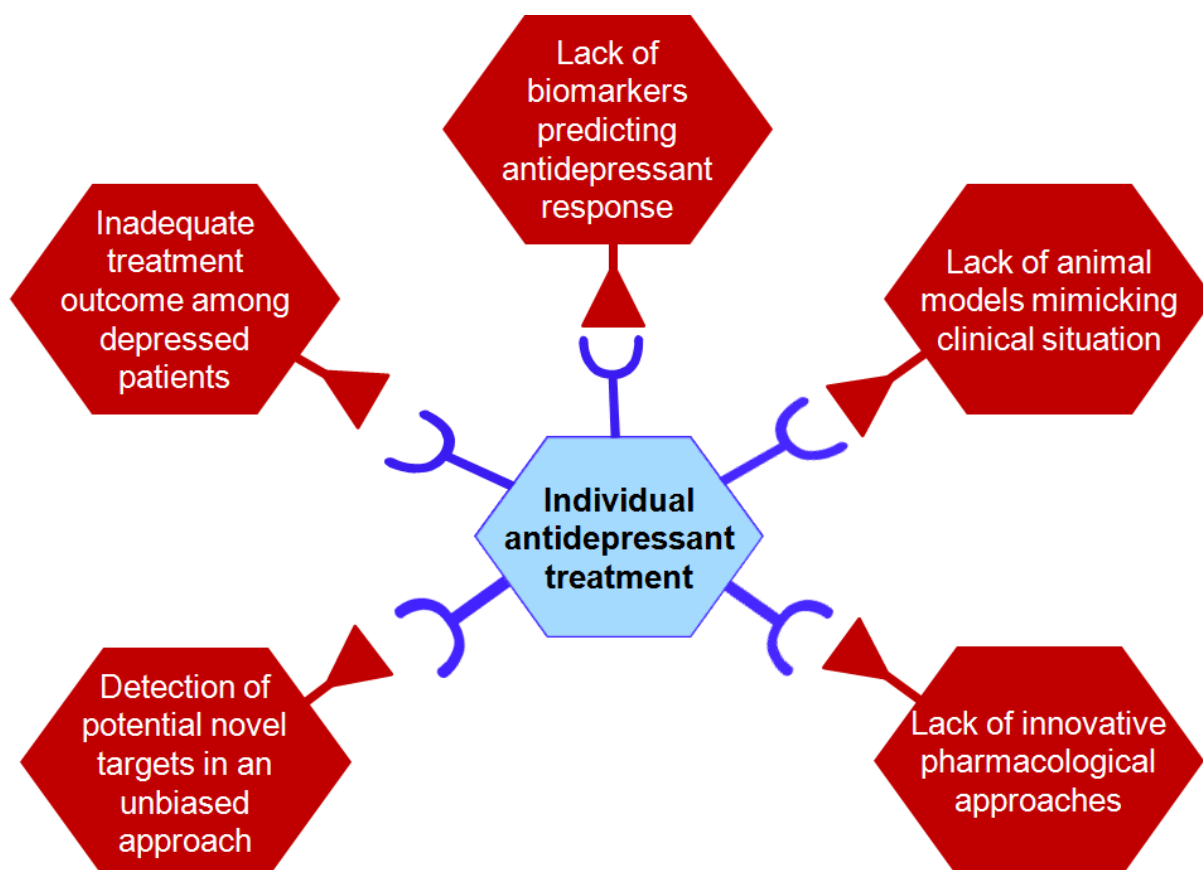 Lack of
biomarkers
predicting
antidepressant
response
Inadequate
treatment
outcome among
depressed
patients
Lack of animal
models mimicking
clinical situation
Individual
antidepressant
treatment
Detection of
potential novel
targets in an
unbiased
approach
Lack of innovative
pharmacological
approaches